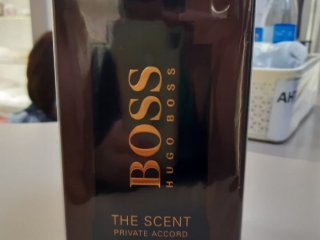 BOSS
HUGO BOSS
THE SCENT
PRIVATE ACCORD
AH